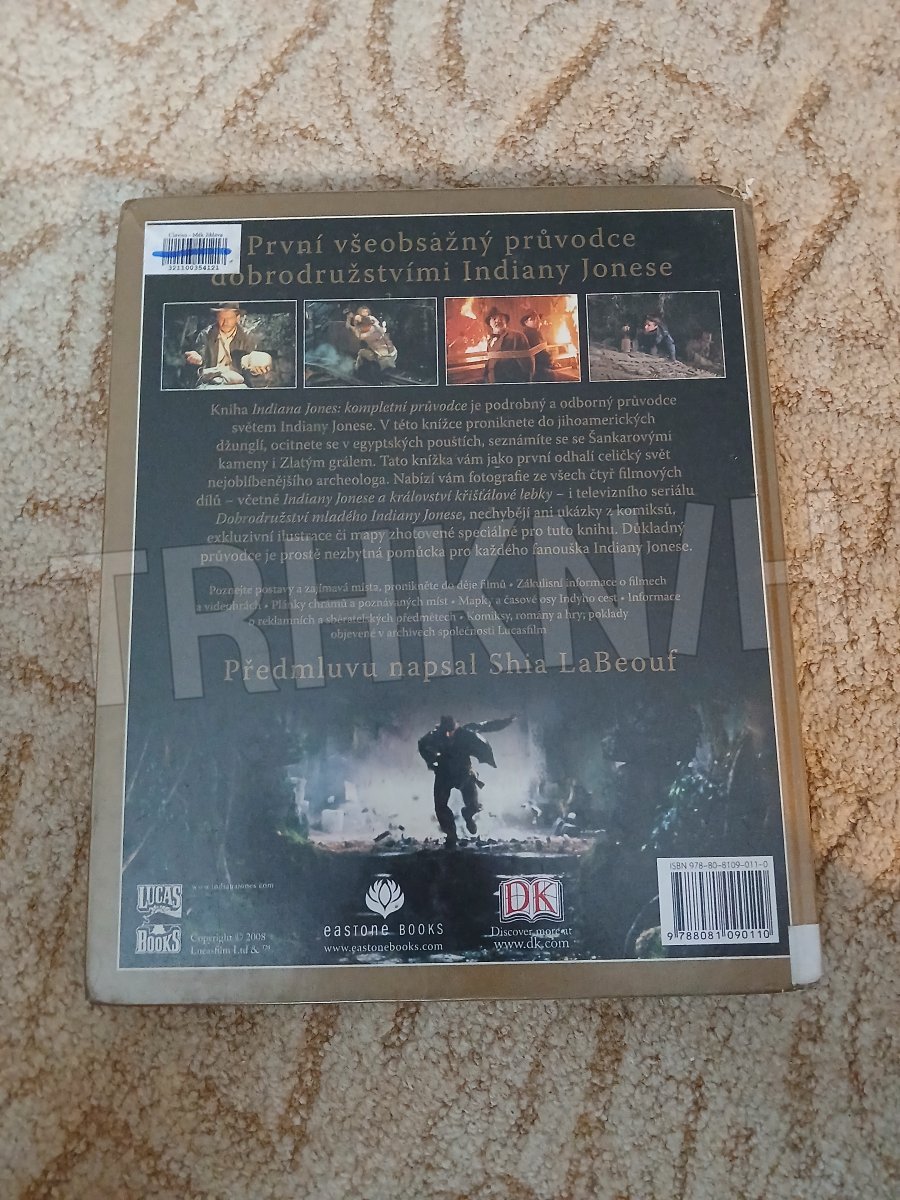 Clavius - MěK Jihlava
321100354121
První všeobsažný průvodce
dobrodružstvími Indiany Jonese
Kniha Indiana Jones: kompletní průvodce je podrobný a odborný průvodce
světem Indiany Jonese. V této knížce proniknete do jihoamerických
džunglí, ocitnete se v egyptských pouštích, seznámíte se se Šankarovými
kameny i Zlatým grálem. Tato knížka vám jako první odhalí celičký svět
nejoblíbenějšího archeologa. Nabízí vám fotografie ze všech čtyř filmových
dílů – včetně Indiany Jonese a království křišťálové lebky – i televizního seriálu
Dobrodružství mladého Indiany Jonese, nechybějí ani ukázky z komiksů,
exkluzivní ilustrace či mapy zhotovené speciálně pro tuto knihu. Důkladný
průvodce je prostě nezbytná pomůcka pro každého fanouška Indiany Jonese.
Poznejte postavy a zajímavá místa, pronikněte do děje filmů • Zákulisní informace o filmech
a videohrách • Plánky chrámů a poznávaných míst • Mapky a časové osy Indyho cest • Informace
o reklamních a sběratelských předmětech • Komiksy, romány a hry; poklady
objevené v archivech společnosti Lucasfilm
TRHKNIH
Předmluvu napsal Shia LaBeouf
LUCAS
BOOKS
www.indianajones.com
Copyright © 2008
Lucasfilm Ltd & ™
eastone BOOKS
www.eastonebooks.com
DK
Discover more at
www.dk.com
ISBN 978-80-8109-011-0
9 788081 090110